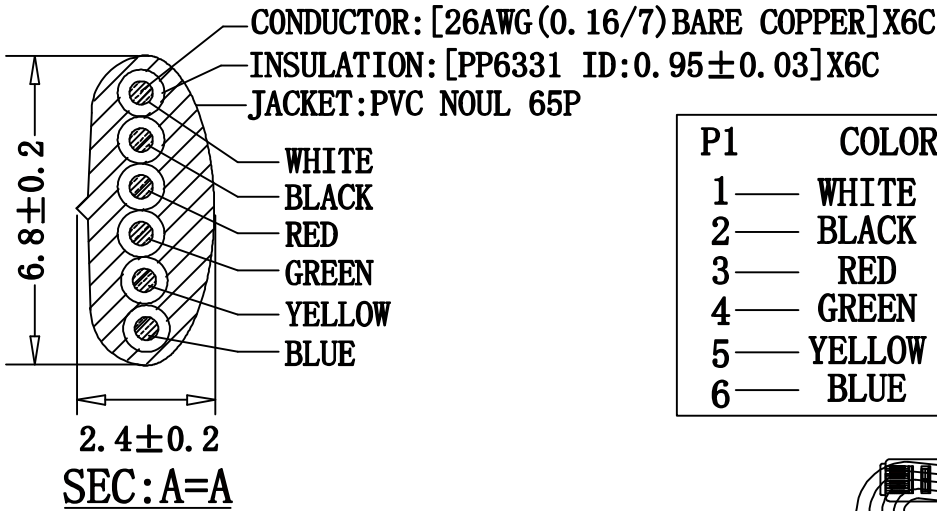 CONDUCTOR:[26AWG(0.16/7)BARE COPPER]X6C
INSULATION:[PP6331 ID:0.95±0.03]X6C
JACKET:PVC NOUL 65P
6.8±0.2
WHITE
BLACK
RED
GREEN
YELLOW
BLUE
2.4±0.2
SEC:A=A
P1 COLOR
1 WHITE
2 BLACK
3 RED
4 GREEN
5 YELLOW
6 BLUE